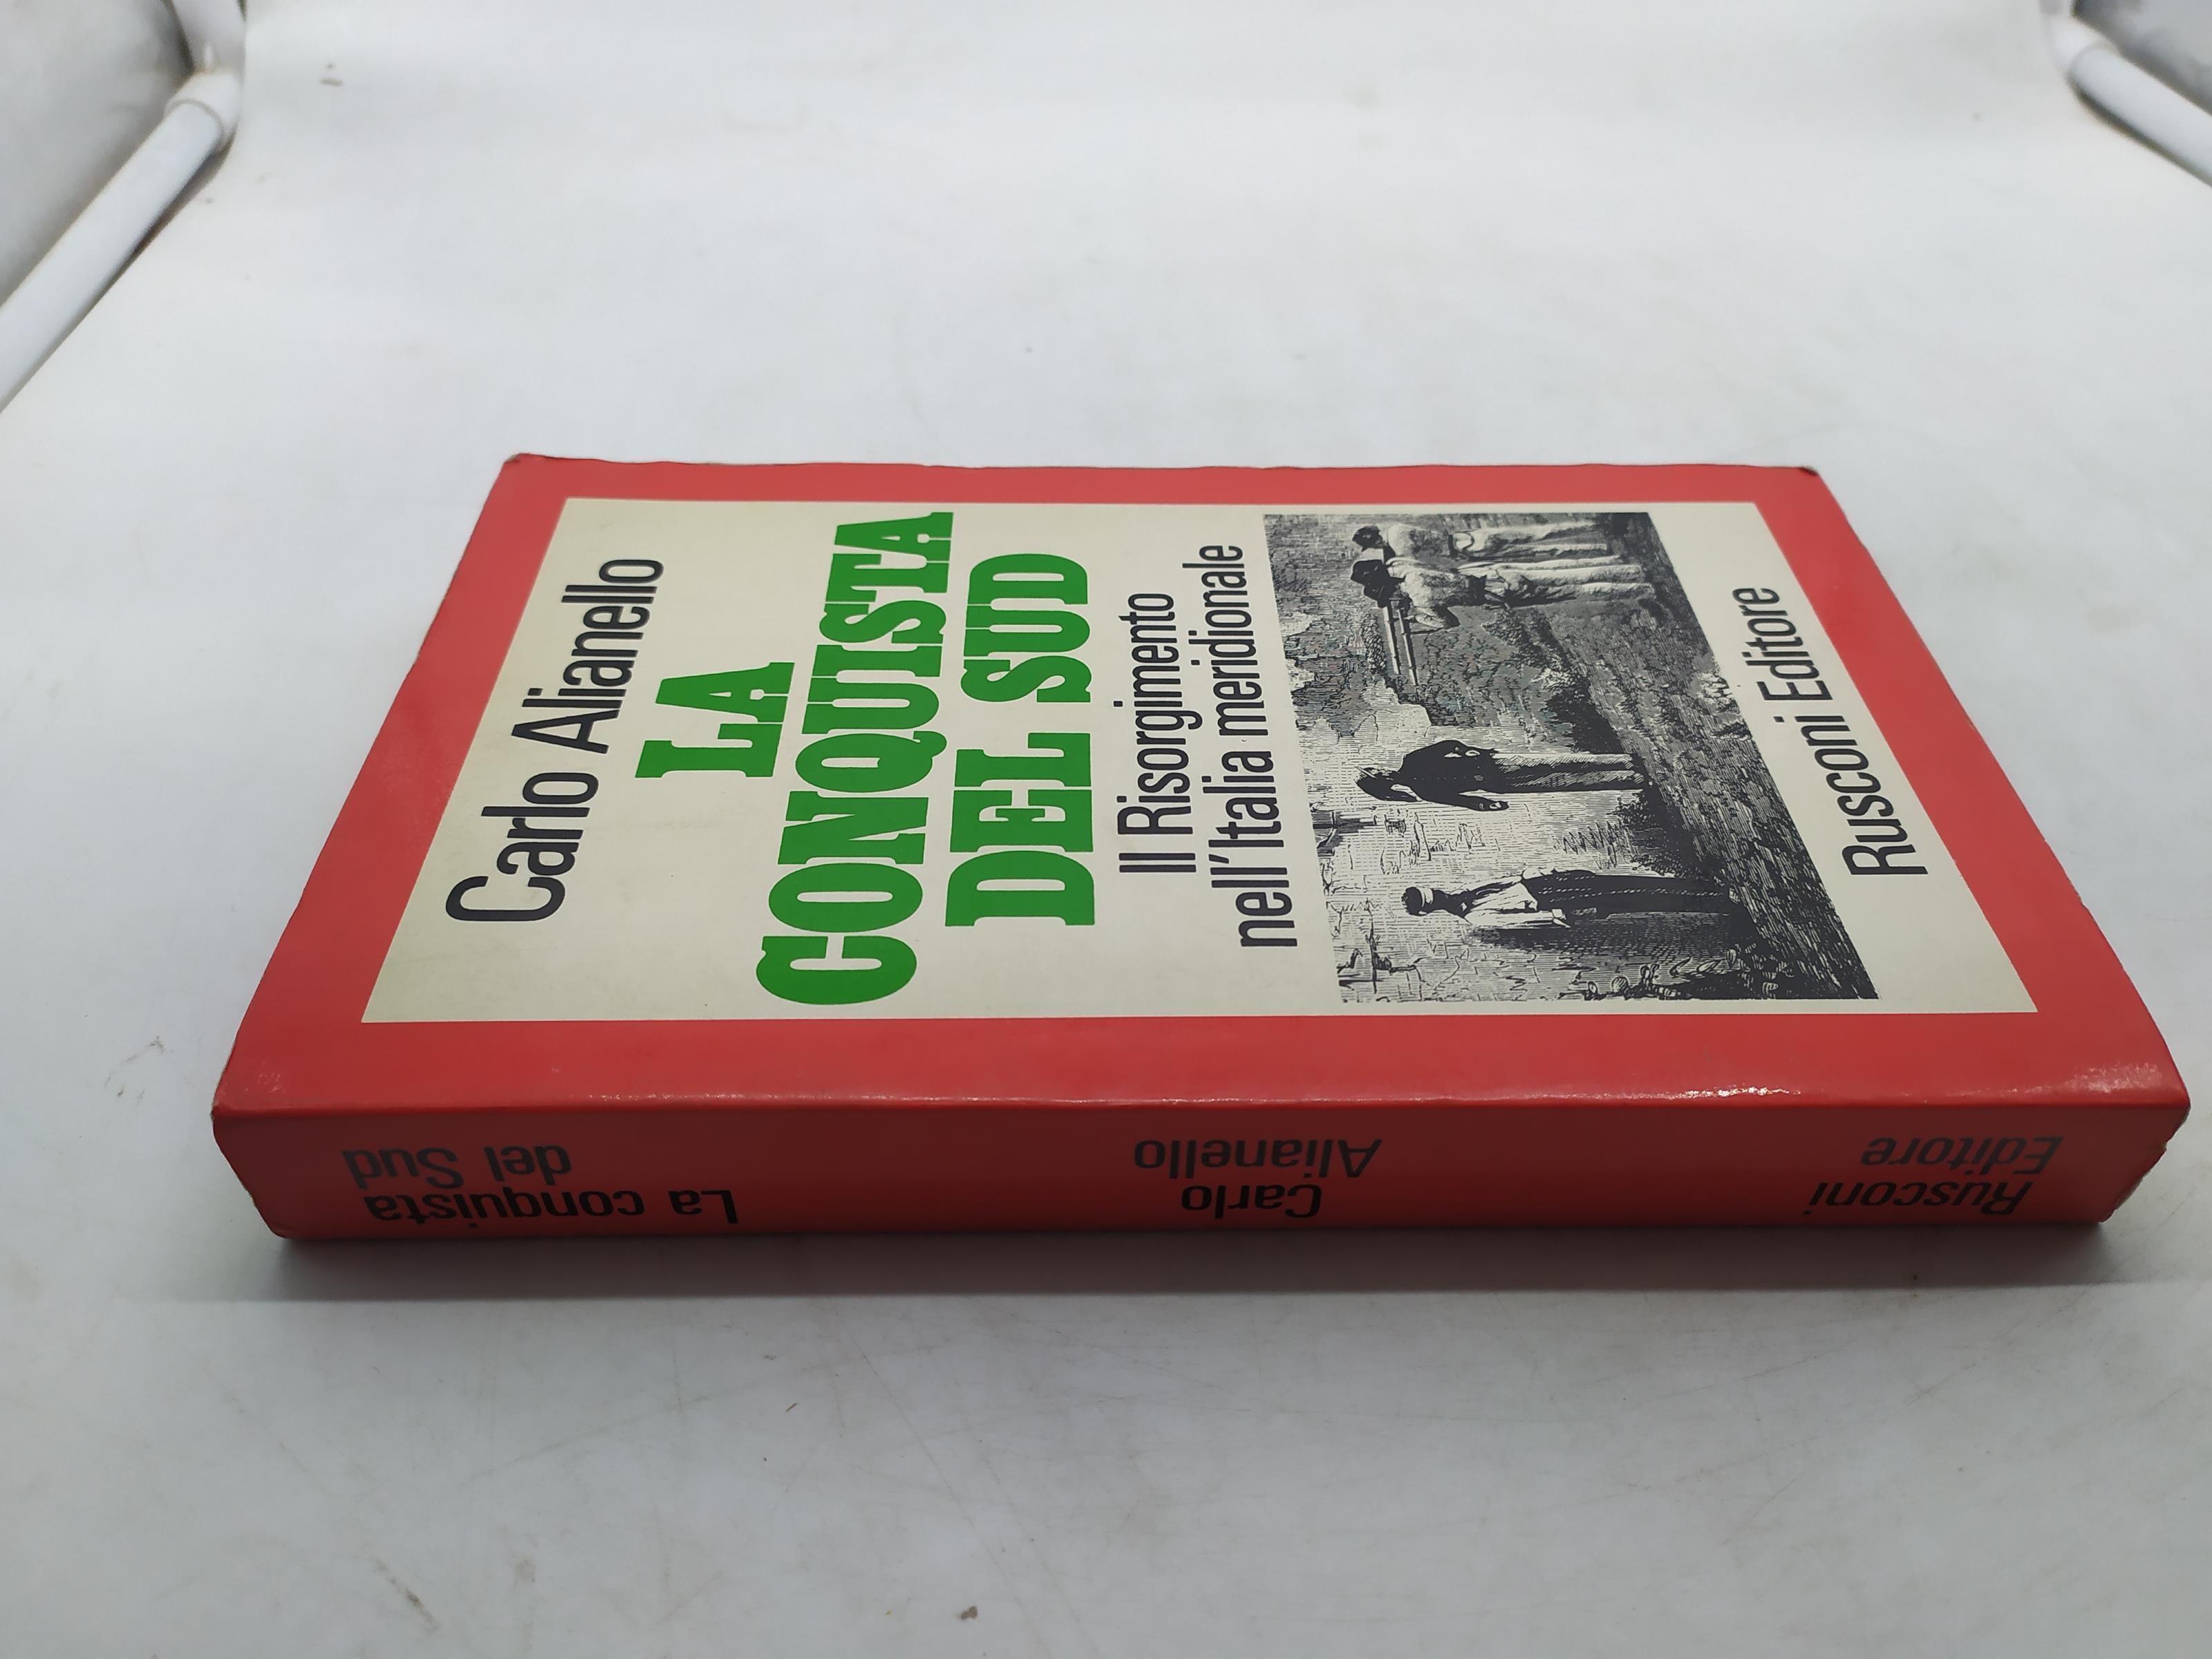 Carlo Alianello
LA
CONQUISTA
DEL SUD
Il Risorgimento
nell'Italia meridionale
Rusconi Editore
La conquista
del Sud
Carlo
Alianello
Rusconi
Editore